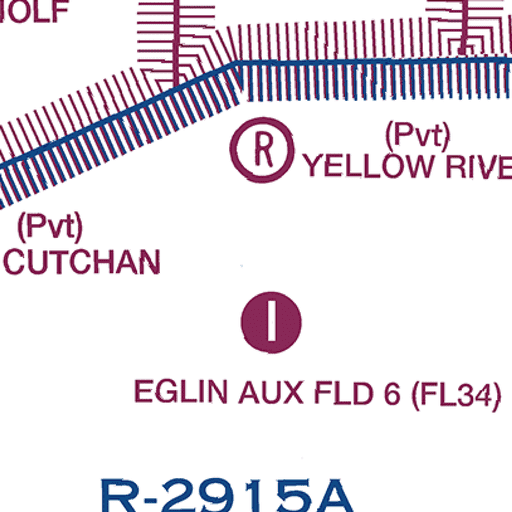 (Pvt)
R YELLOW RIVE
(Pvt)
CUTCHAN
EGLIN AUX FLD 6 (FL34)
R-2915A